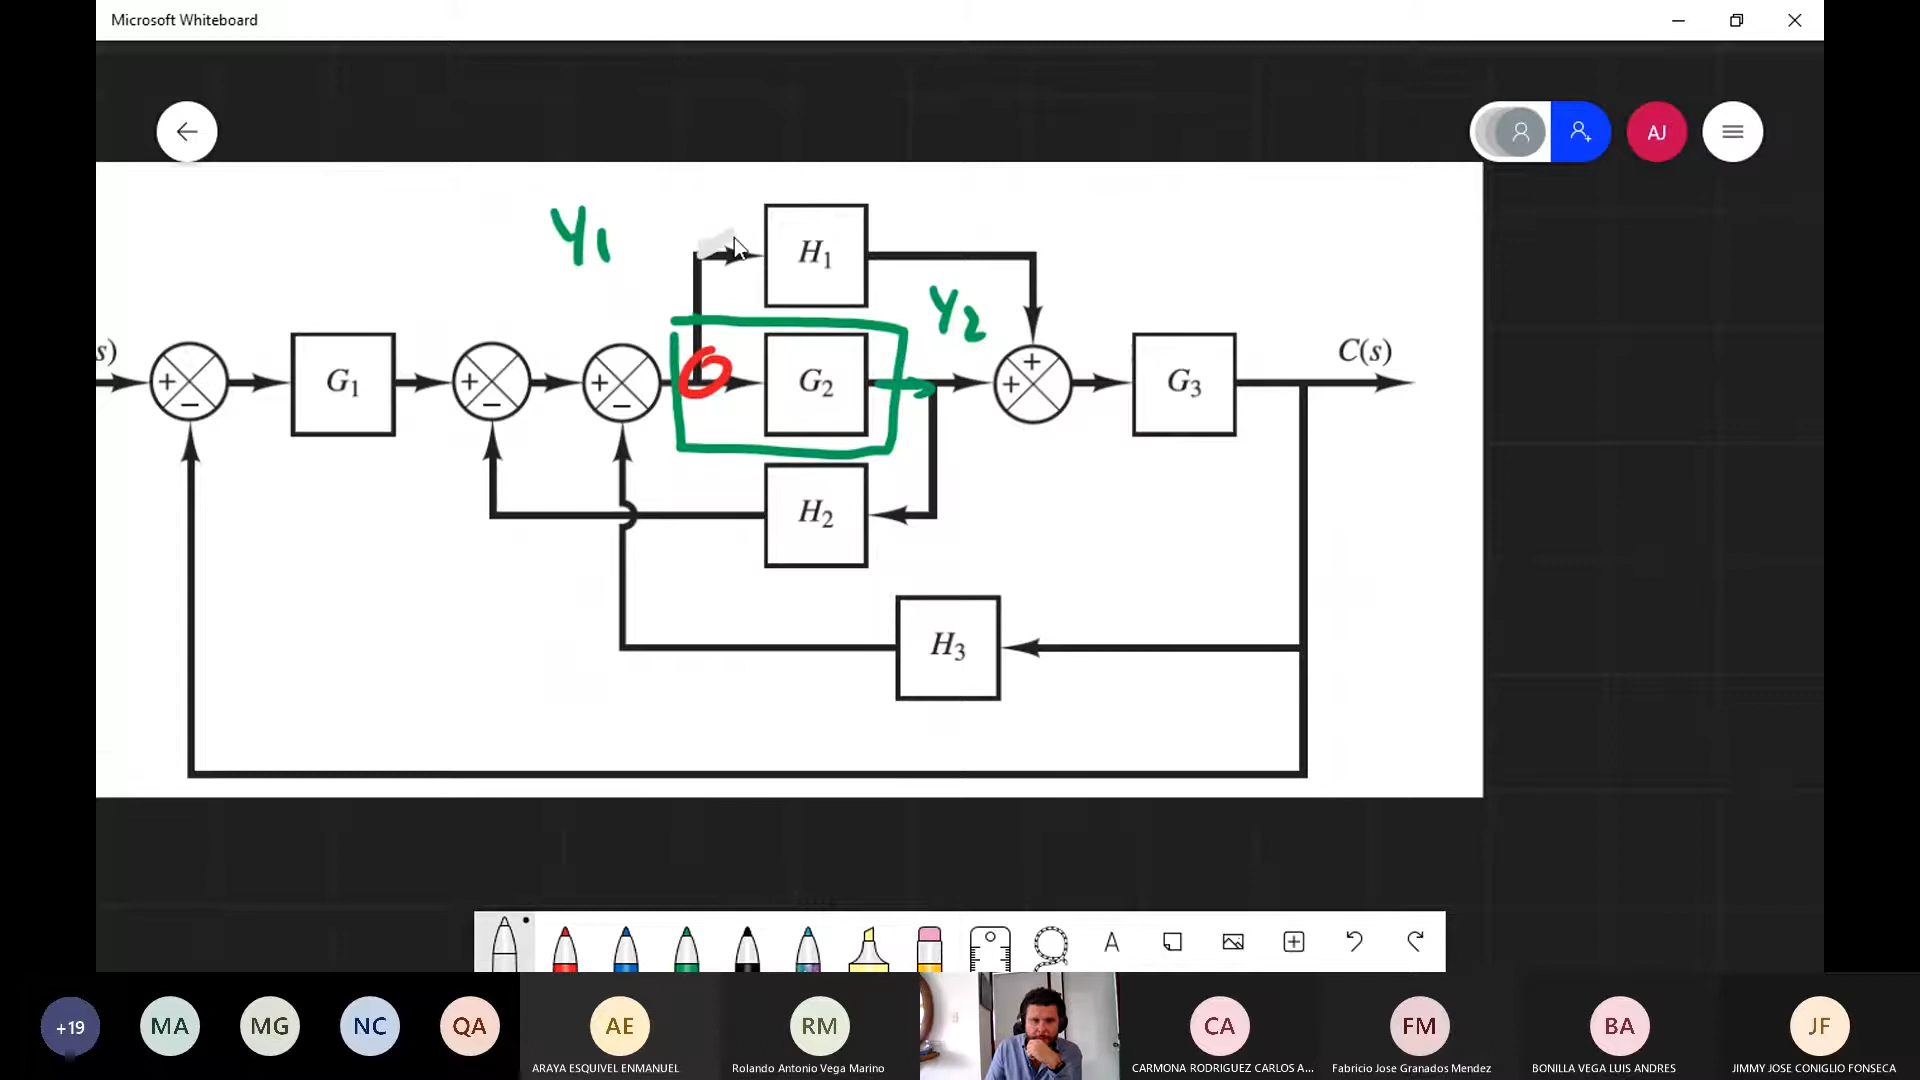 Microsoft Whiteboard
AJ
Y1
H1
Y2
s)
+
−
G1
+
−
+
−
G2
+
+
G3
C(s)
H2
H3
A
+19
MA
MG
NC
QA
AE
RM
CA
FM
BA
JF
ARAYA ESQUIVEL ENMANUEL
Rolando Antonio Vega Marino
CARMONA RODRIGUEZ CARLOS A...
Fabricio Jose Granados Mendez
BONILLA VEGA LUIS ANDRES
JIMMY JOSE CONIGLIO FONSECA